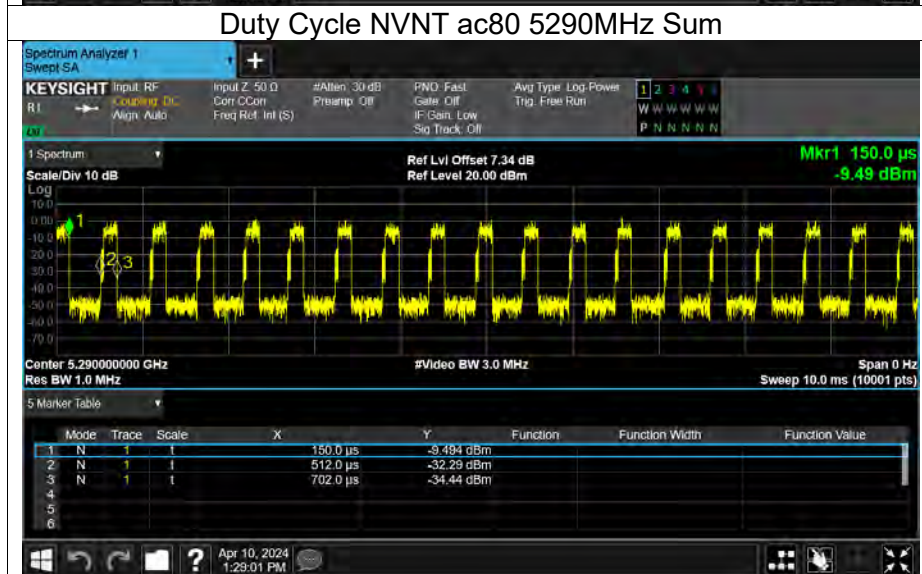 Duty Cycle NVNT ac80 5290MHz Sum
Spectrum Analyzer 1
Swept SA
+
KEYSIGHT Input: RF Input Z: 50 Ω #Atten: 30 dB PNO: Fast Avg Type: Log-Power 1 2 3 4 5 6
Coupling: DC Corr CCorr Preamp: Off Gate: Off Trig: Free Run W W W W W W
Align: Auto Freq Ref: Int (S) IF Gain: Low
Sig Track: Off P N N N N N
1 Spectrum Ref Lvl Offset 7.34 dB Mkr1 150.0 µs
Scale/Div 10 dB Ref Level 20.00 dBm -9.49 dBm
Log
10.0
0.00
-10.0
-20.0
-30.0
-40.0
-50.0
-60.0
-70.0
1
2 3
Center 5.290000000 GHz #Video BW 3.0 MHz Span 0 Hz
Res BW 1.0 MHz Sweep 10.0 ms (10001 pts)
5 Marker Table
Mode Trace Scale X Y Function Function Width Function Value
1 N 1 t 150.0 µs -9.494 dBm
2 N 1 t 512.0 µs -32.29 dBm
3 N 1 t 702.0 µs -34.44 dBm
4
5
6
? Apr 10, 2024
1:29:01 PM